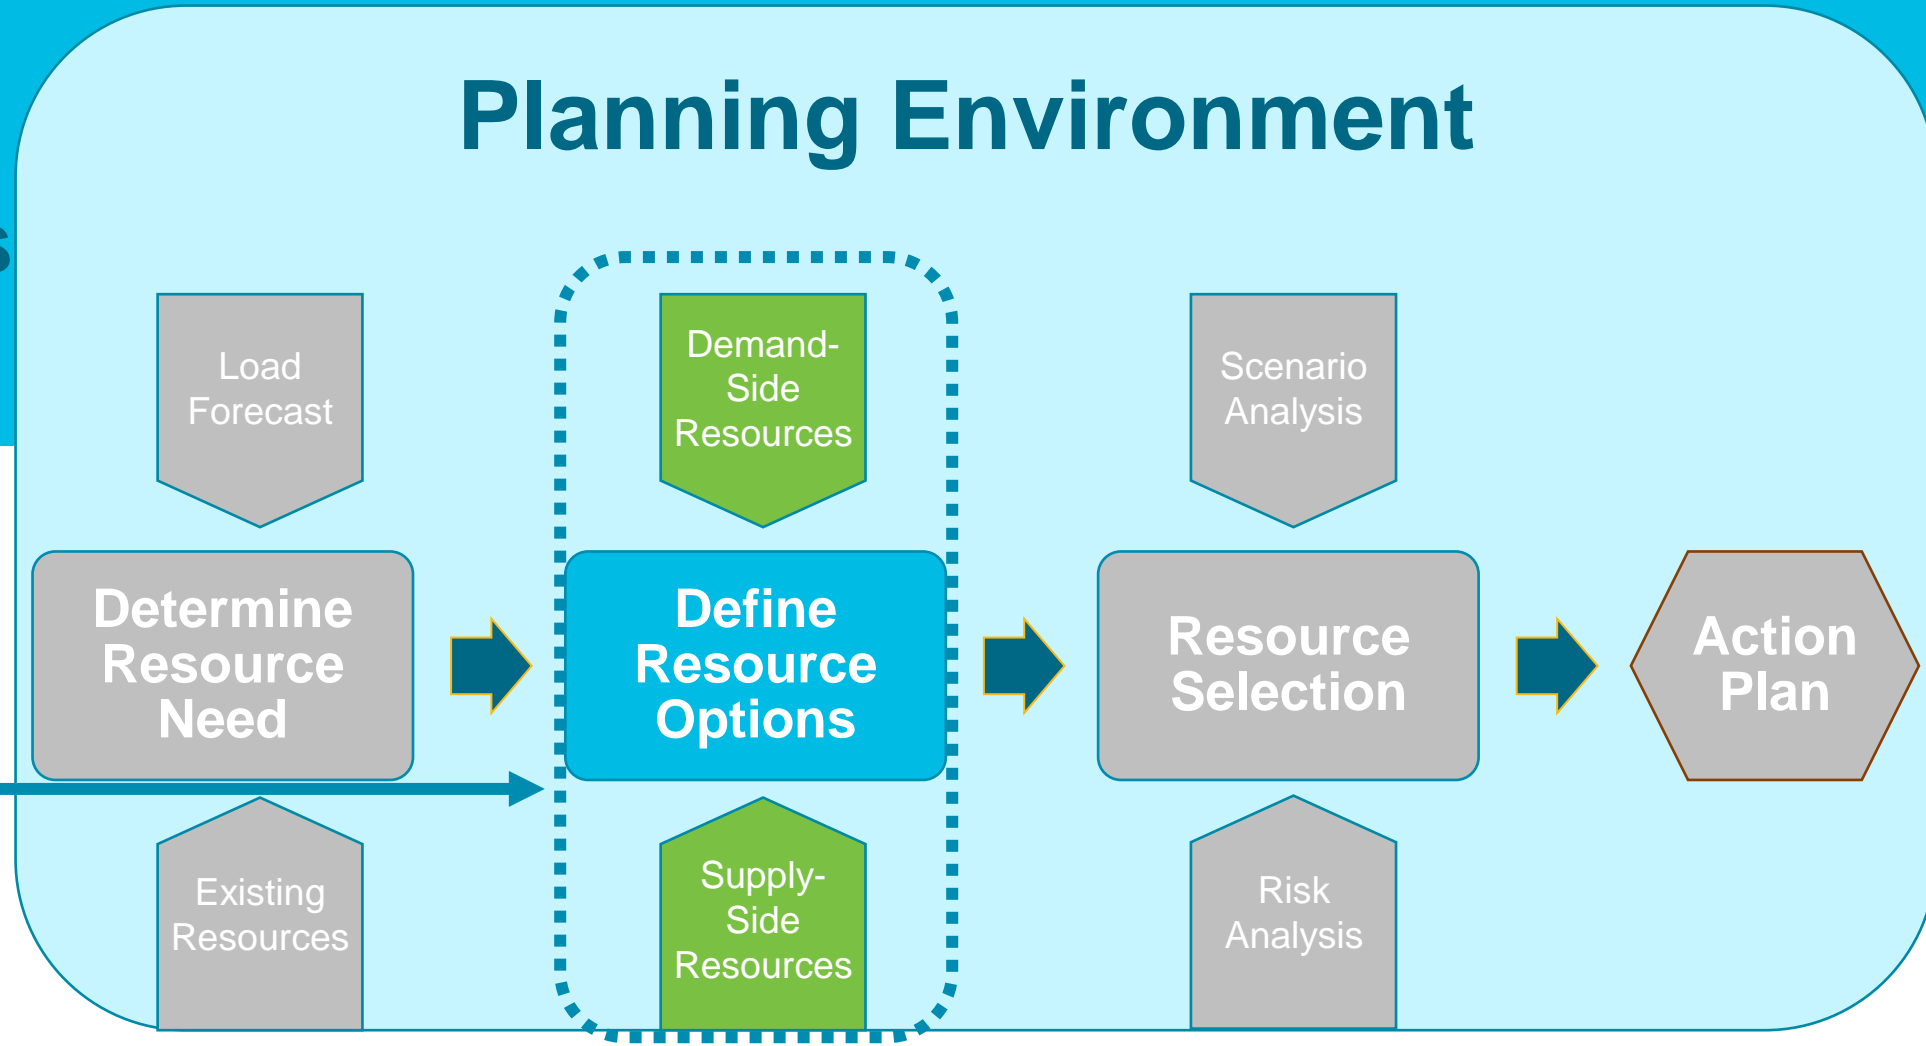 Planning Environment
s
Load
Forecast
Demand-
Side
Resources
Scenario
Analysis
Determine
Resource
Need
Define
Resource
Options
Resource
Selection
Action
Plan
Existing
Resources
Supply-
Side
Resources
Risk
Analysis